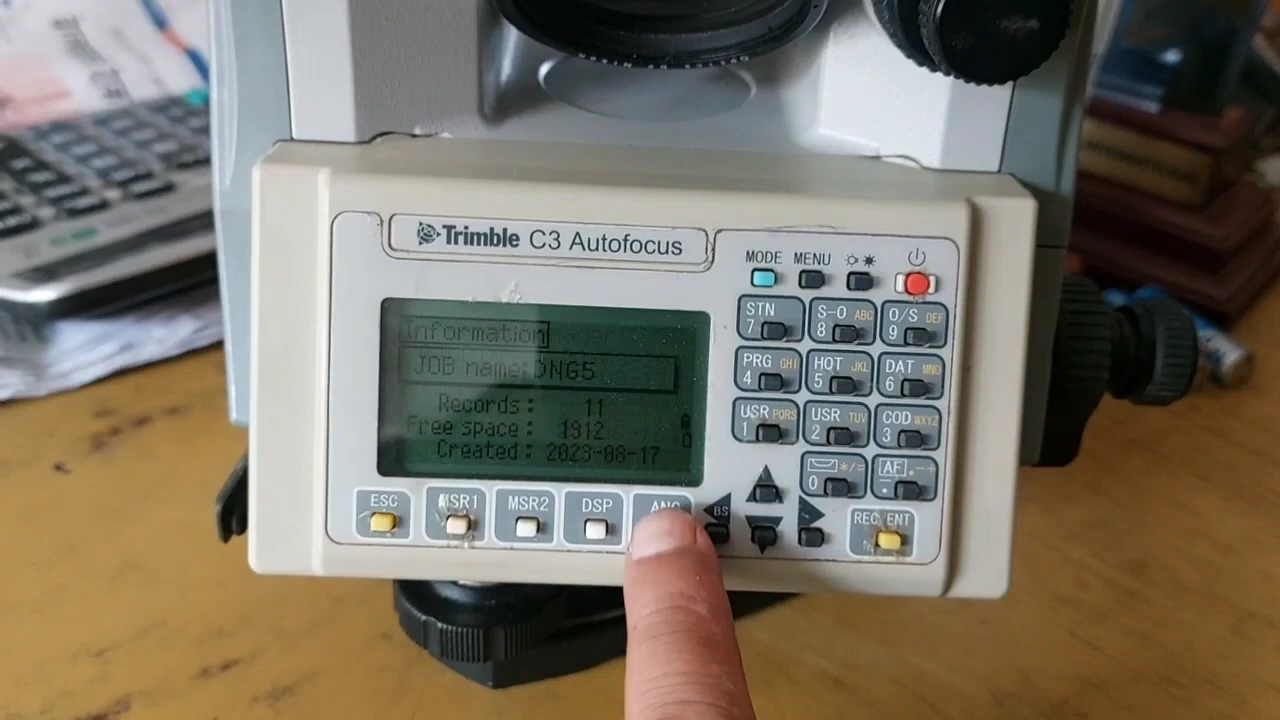 Trimble C3 Autofocus
Information
JOB name: DNG5
Records: 11
Free space: 1912
Created: 2023-08-17
MODE MENU
STN 7
S-O ABC 8
O/S DEF 9
PRG GHI 4
HOT JKL 5
DAT MNO 6
USR PQRS 1
USR TUV 2
COD WXYZ 3
0 */=
AF .-+
ESC
MSR1
MSR2
DSP
ANG
BS
REC/ENT